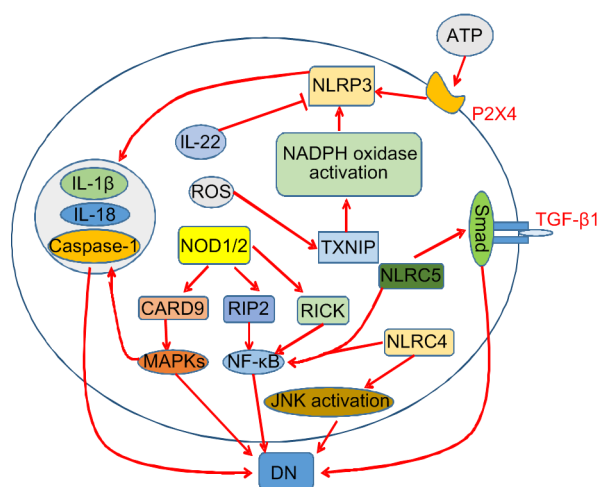 ATP
NLRP3
P2X4
IL-22
NADPH oxidase
activation
IL-1β
ROS
IL-18
Smad
TGF-β1
Caspase-1
NOD1/2
TXNIP
NLRC5
CARD9
RIP2
RICK
NLRC4
MAPKs
NF-κB
JNK activation
DN